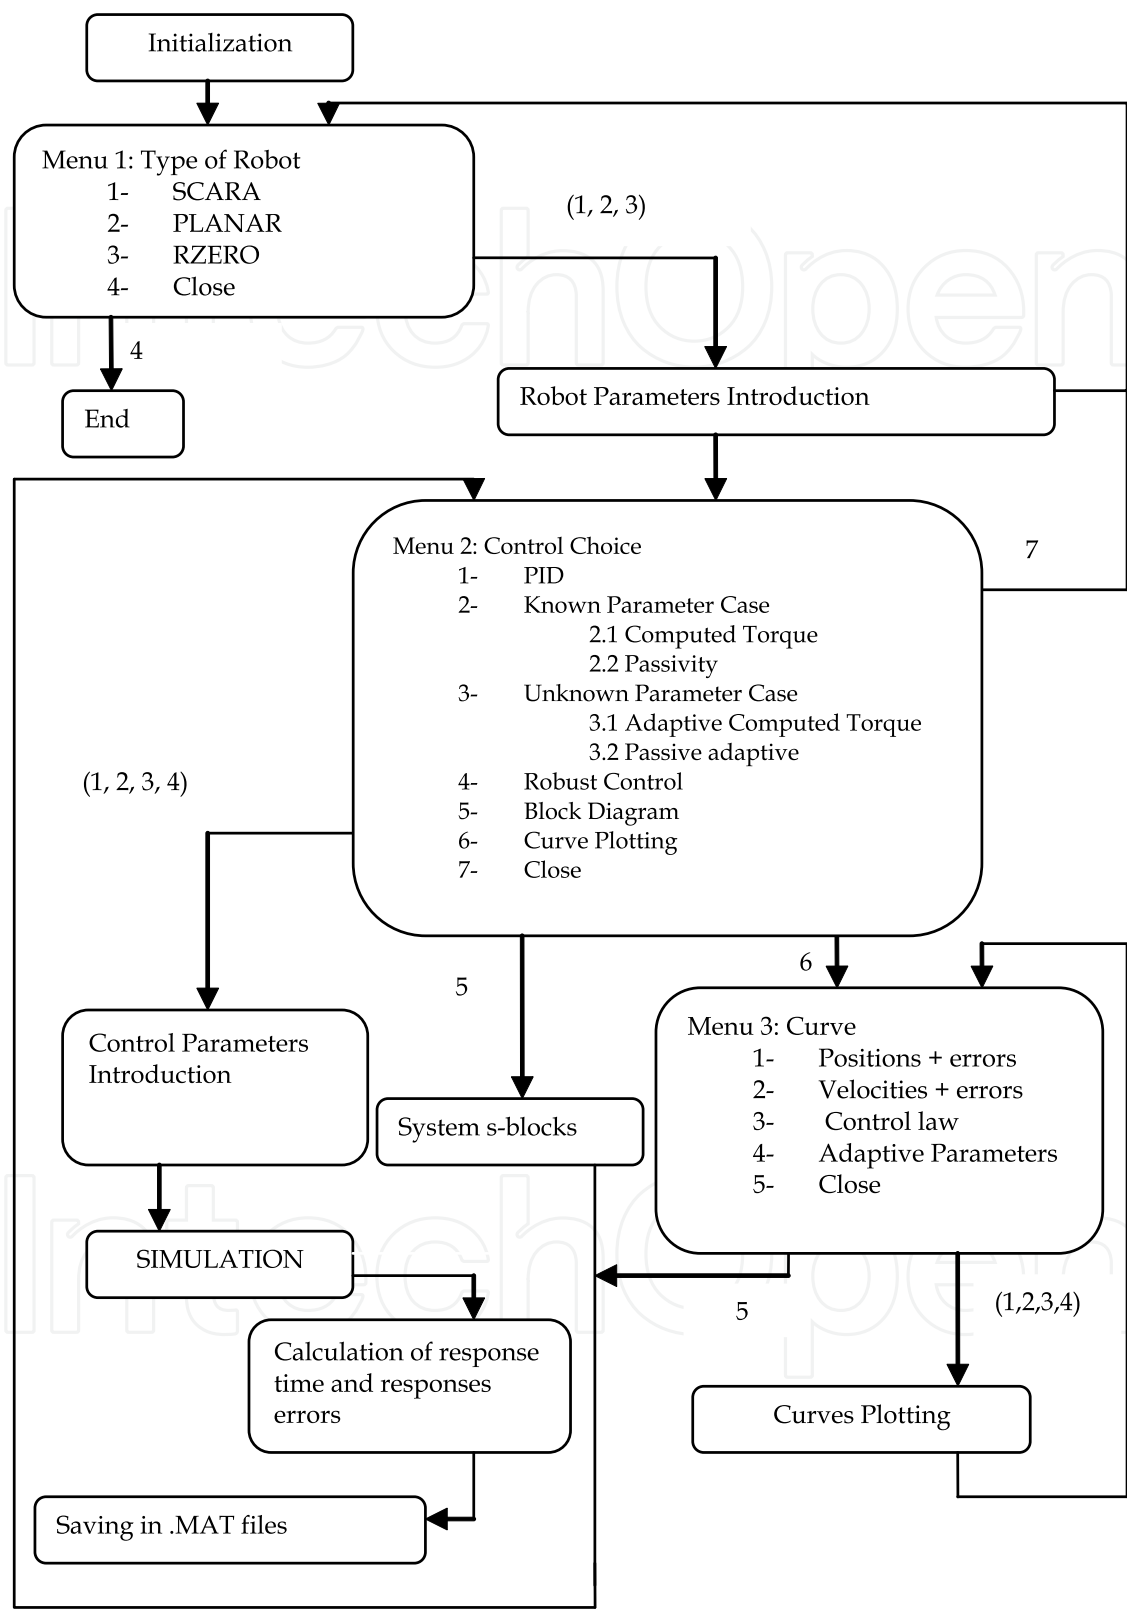 Initialization
Menu 1: Type of Robot
1- SCARA
2- PLANAR
3- RZERO
4- Close
(1, 2, 3)
4
End
Robot Parameters Introduction
Menu 2: Control Choice
1- PID
2- Known Parameter Case
2.1 Computed Torque
2.2 Passivity
3- Unknown Parameter Case
3.1 Adaptive Computed Torque
3.2 Passive adaptive
4- Robust Control
5- Block Diagram
6- Curve Plotting
7- Close
7
(1, 2, 3, 4)
5
6
Control Parameters
Introduction
System s-blocks
Menu 3: Curve
1- Positions + errors
2- Velocities + errors
3- Control law
4- Adaptive Parameters
5- Close
SIMULATION
5
(1,2,3,4)
Calculation of response
time and responses
errors
Curves Plotting
Saving in .MAT files
IntechOpen
IntechOpen